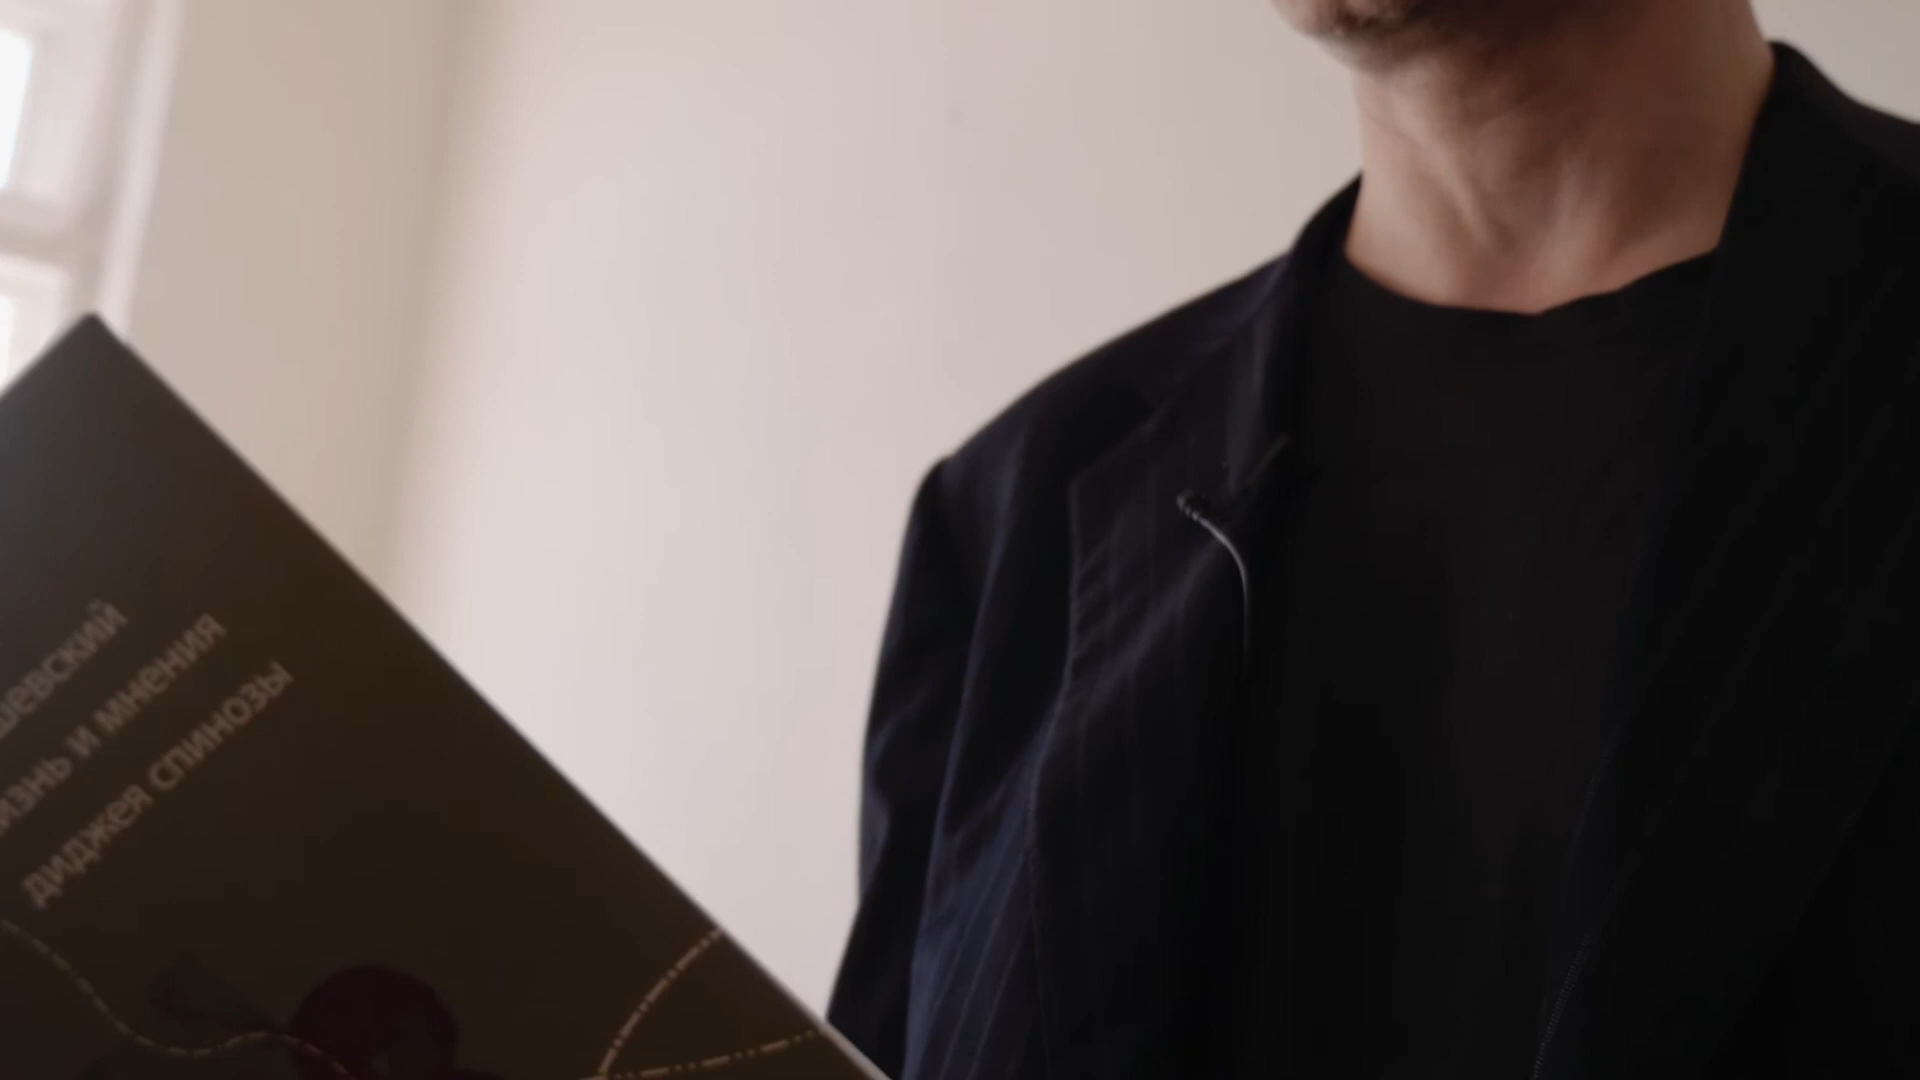 шевский
изнь и мнения
диджея спинозы